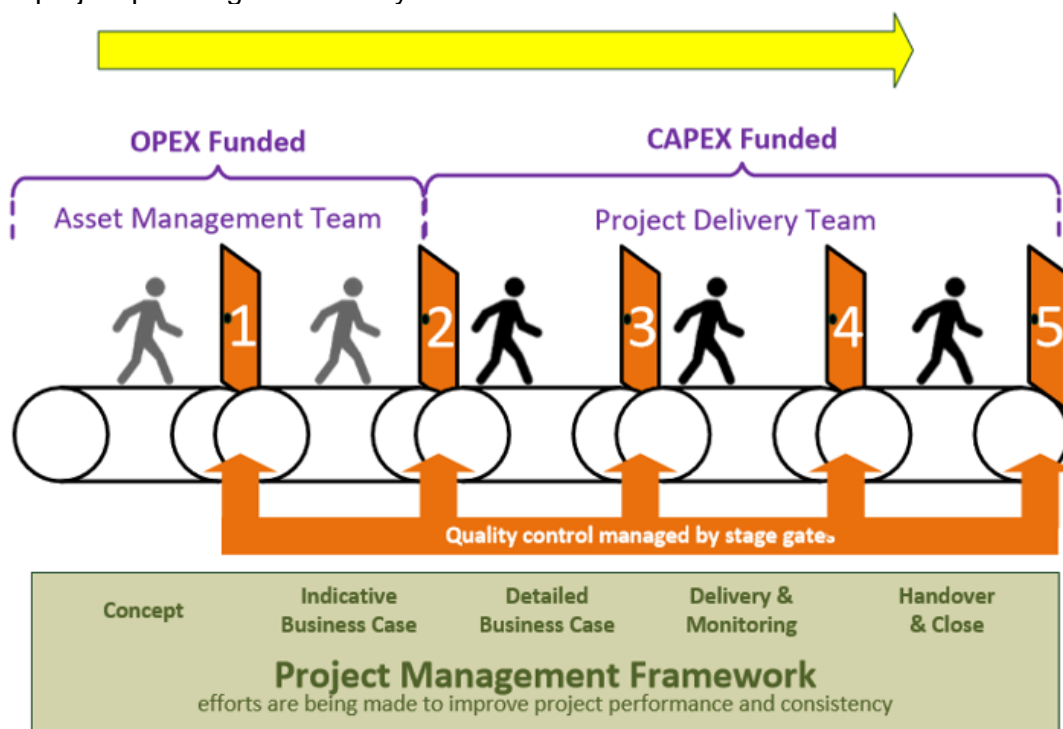 OPEX Funded
CAPEX Funded
Asset Management Team
Project Delivery Team
1
2
3
4
5
Quality control managed by stage gates
Concept
Indicative
Business Case
Detailed
Business Case
Delivery &
Monitoring
Handover
& Close
Project Management Framework
efforts are being made to improve project performance and consistency